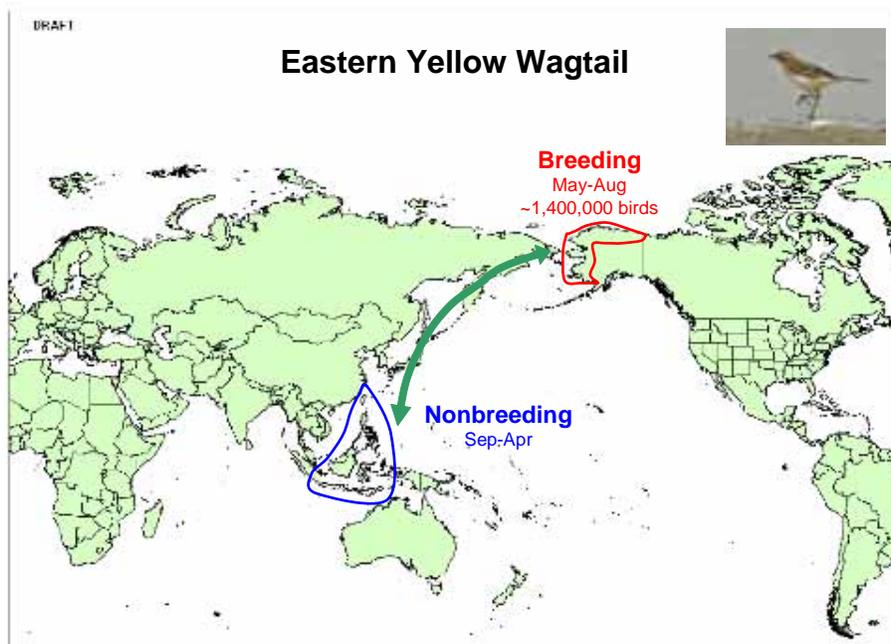 DRAFT
Eastern Yellow Wagtail
Breeding
May-Aug
~1,400,000 birds
Nonbreeding
Sep-Apr